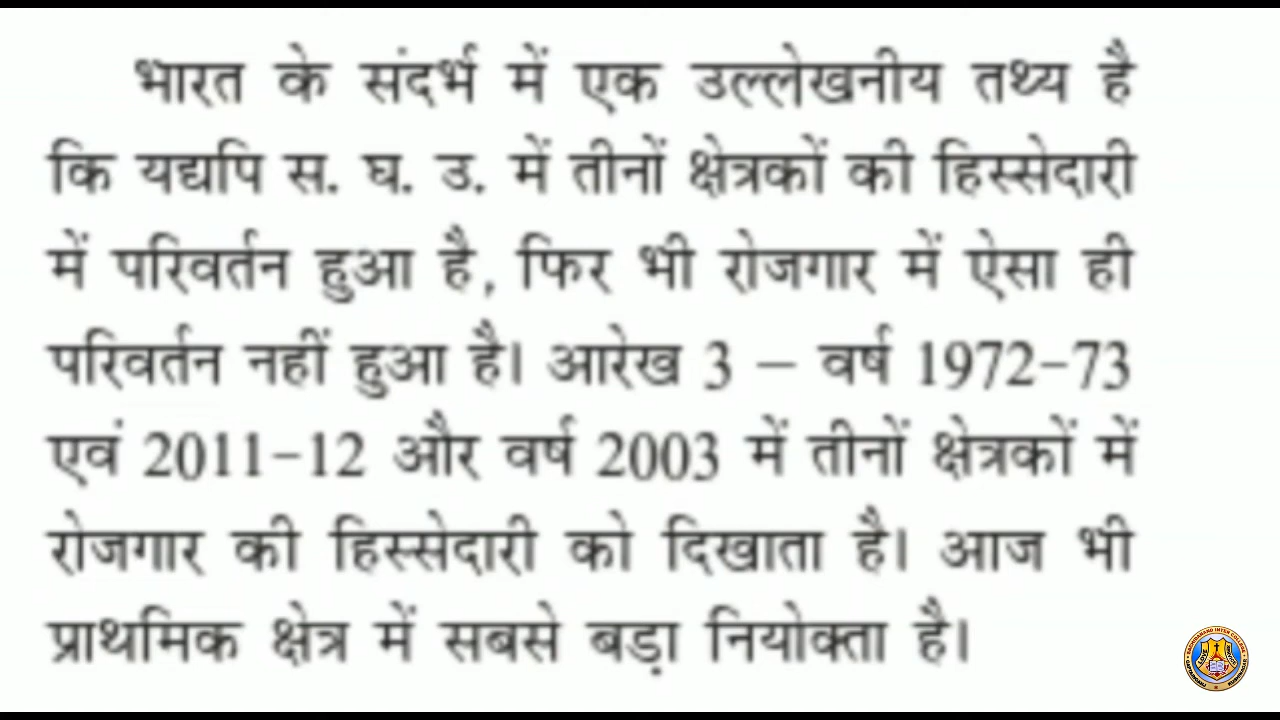 भारत के संदर्भ में एक उल्लेखनीय तथ्य है
कि यद्यपि स. घ. उ. में तीनों क्षेत्रकों की हिस्सेदारी
में परिवर्तन हुआ है, फिर भी रोजगार में ऐसा ही
परिवर्तन नहीं हुआ है। आरेख 3 – वर्ष 1972-73
एवं 2011-12 और वर्ष 2003 में तीनों क्षेत्रकों में
रोजगार की हिस्सेदारी को दिखाता है। आज भी
प्राथमिक क्षेत्र में सबसे बड़ा नियोक्ता है।